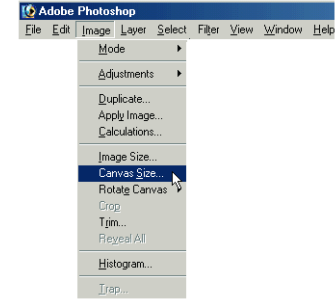 Adobe Photoshop
File Edit Image Layer Select Filter View Window Help
Mode
Adjustments
Duplicate...
Apply Image...
Calculations...
Image Size...
Canvas Size...
Rotate Canvas
Crop
Trim...
Reveal All
Histogram...
Trap...